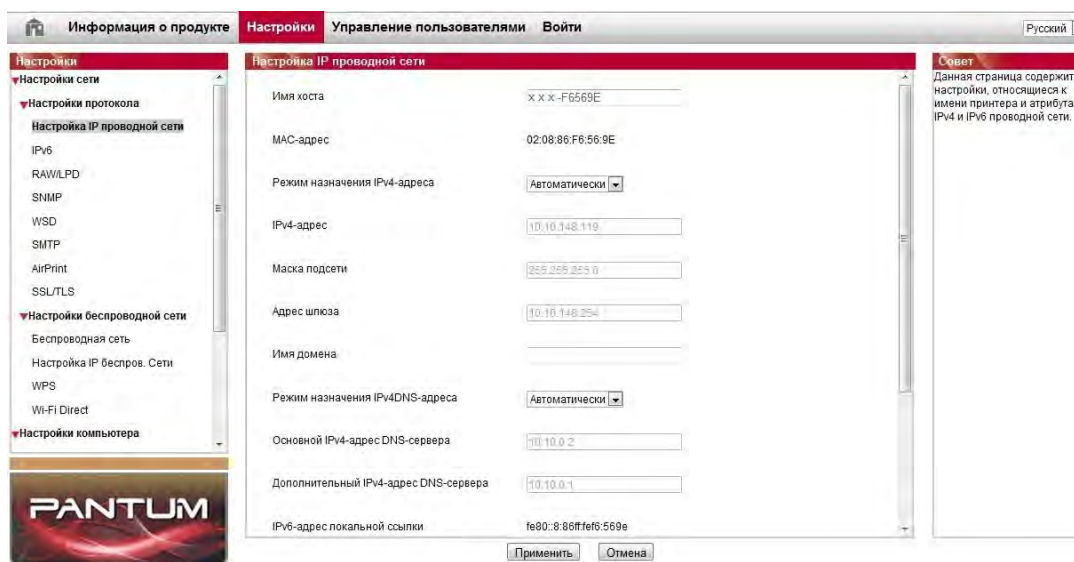 Информация о продукте Настройки Управление пользователями Войти Русский
Настройки
Настройки сети
Настройки протокола
Настройка IP проводной сети
IPv6
RAW/LPD
SNMP
WSD
SMTP
AirPrint
SSL/TLS
Настройки беспроводной сети
Беспроводная сеть
Настройка IP беспров. Сети
WPS
Wi-Fi Direct
Настройки компьютера
PANTUM
Настройка IP проводной сети
Имя хоста x x x -F6569E
MAC-адрес 02:08:86:F6:56:9E
Режим назначения IPv4-адреса Автоматически
IPv4-адрес 10.10.148.119
Маска подсети 255.255.255.0
Адрес шлюза 10.10.148.254
Имя домена
Режим назначения IPv4DNS-адреса Автоматически
Основной IPv4-адрес DNS-сервера 10.10.0.2
Дополнительный IPv4-адрес DNS-сервера 10.10.0.1
IPv6-адрес локальной ссылки fe80::8:86ff:fef6:569e
Применить Отмена
Совет
Данная страница содержит
настройки, относящиеся к
имени принтера и атрибута
IPv4 и IPv6 проводной сети.